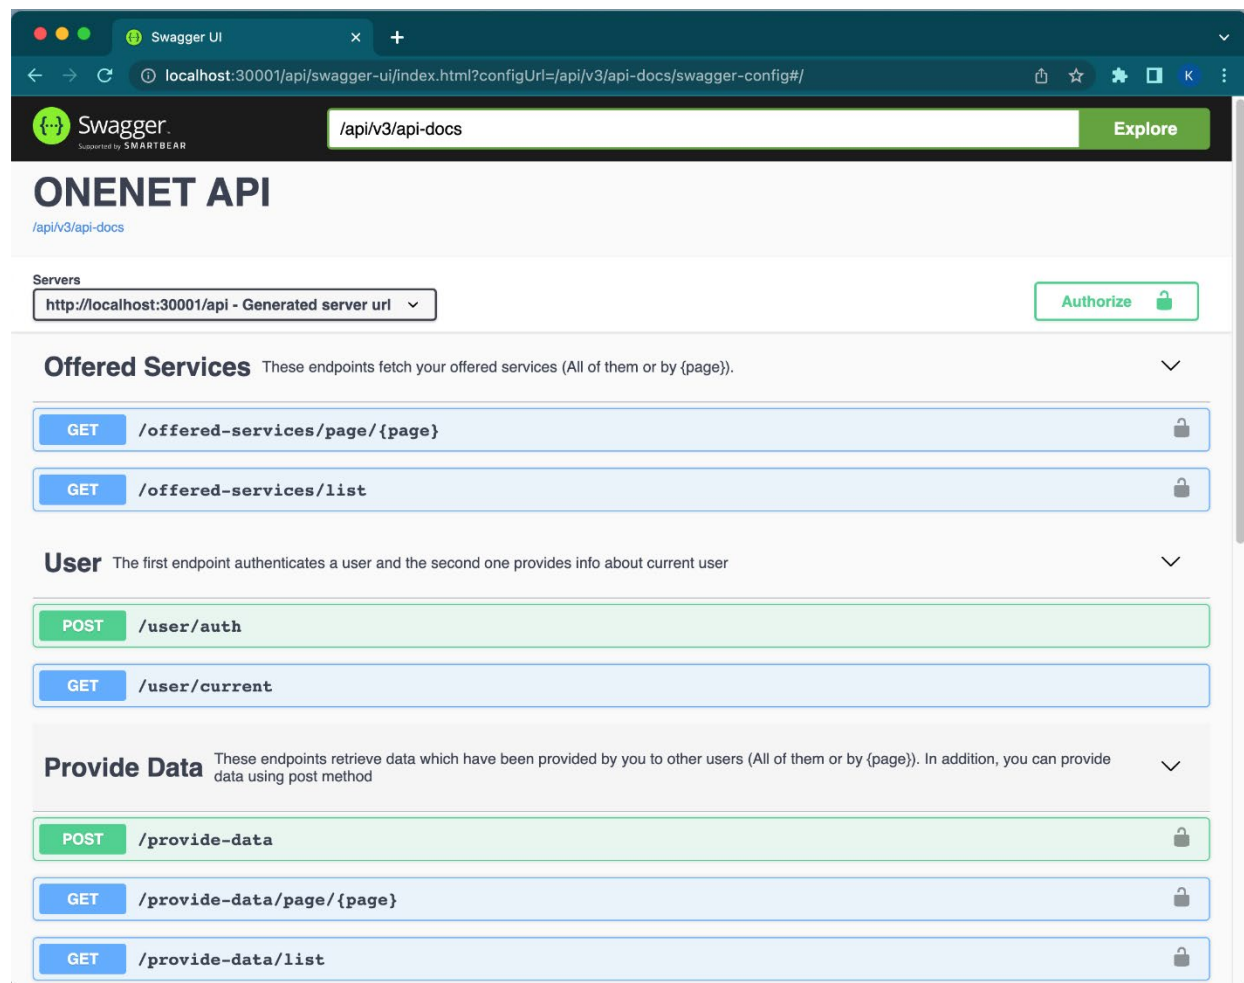 Swagger UI
localhost:30001/api/swagger-ui/index.html?configUrl=/api/v3/api-docs/swagger-config#/
K
{···} Swagger.
Supported by SMARTBEAR
/api/v3/api-docs
Explore
ONENET API
/api/v3/api-docs
Servers
http://localhost:30001/api - Generated server url
Authorize
Offered Services These endpoints fetch your offered services (All of them or by {page}).
GET /offered-services/page/{page}
GET /offered-services/list
User The first endpoint authenticates a user and the second one provides info about current user
POST /user/auth
GET /user/current
Provide Data These endpoints retrieve data which have been provided by you to other users (All of them or by {page}). In addition, you can provide
data using post method
POST /provide-data
GET /provide-data/page/{page}
GET /provide-data/list